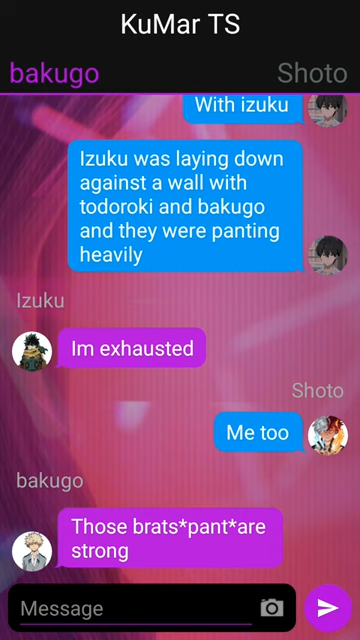 KuMar TS
bakugo
Shoto
With izuku
Izuku was laying down
against a wall with
todoroki and bakugo
and they were panting
heavily
Izuku
Im exhausted
Shoto
Me too
bakugo
Those brats*pant*are
strong
Message